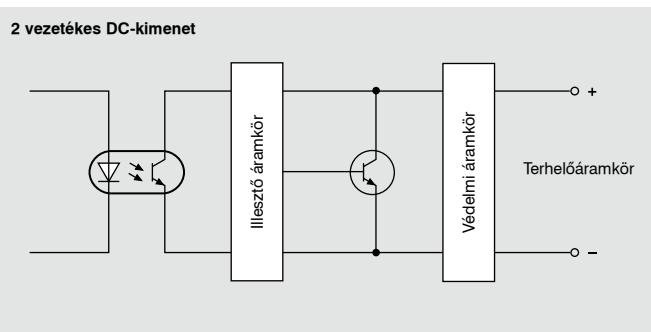 2 vezetékes DC-kimenet
Illesztő áramkör
Védelmi áramkör
+
Terhelőáramkör
–